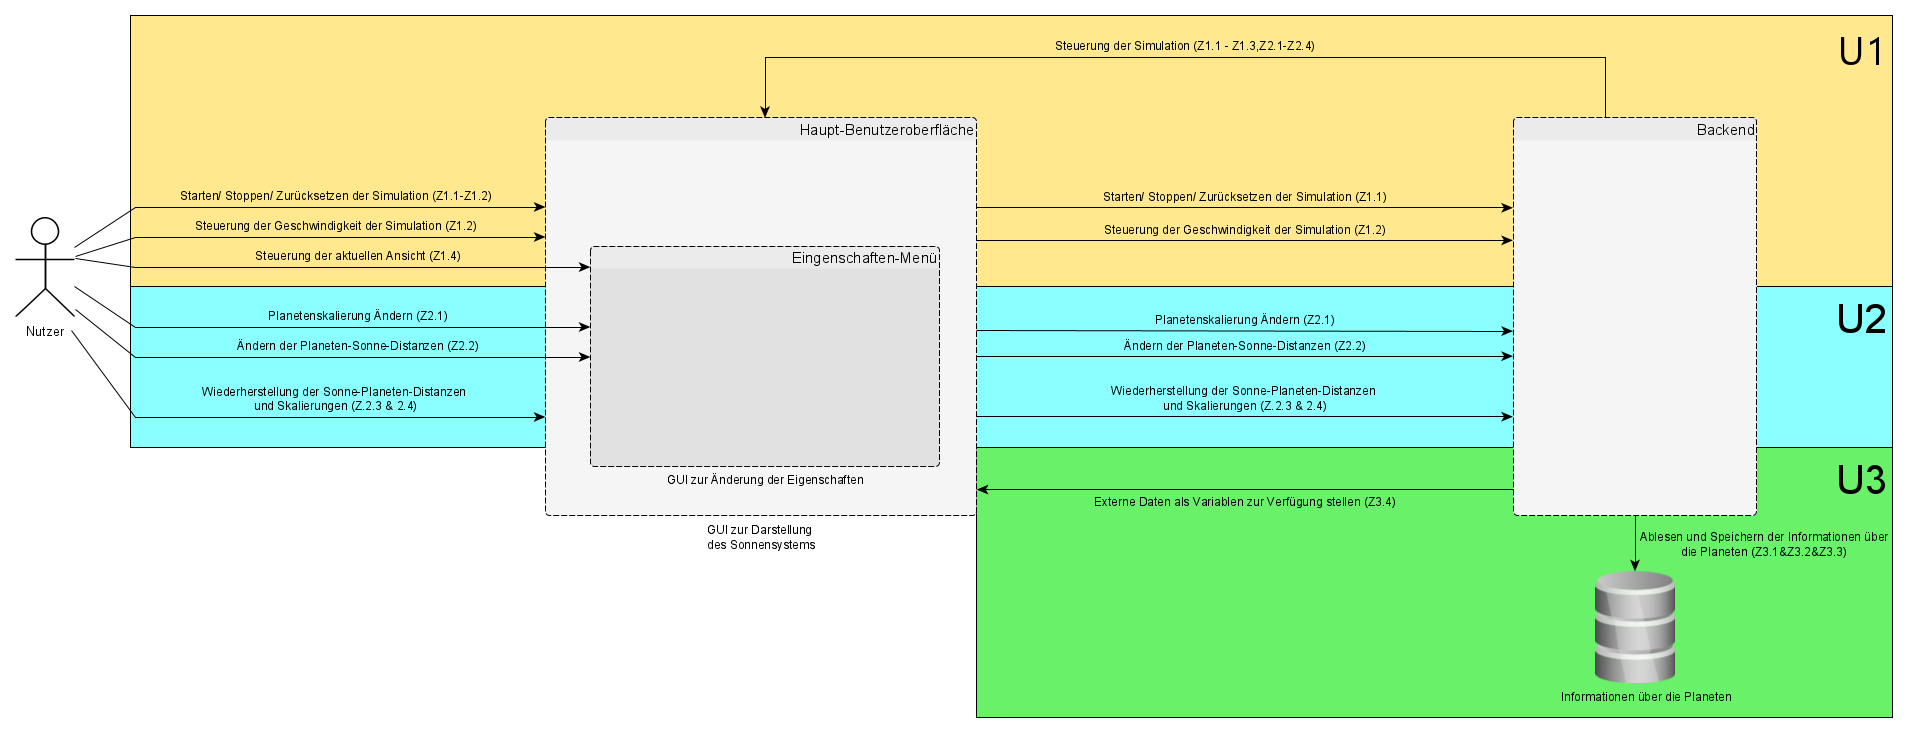 Steuerung der Simulation (Z1.1 - Z1.3,Z2.1-Z2.4)
U1
Haupt-Benutzeroberfläche
Backend
Starten/ Stoppen/ Zurücksetzen der Simulation (Z1.1-Z1.2)
Starten/ Stoppen/ Zurücksetzen der Simulation (Z1.1)
Steuerung der Geschwindigkeit der Simulation (Z1.2)
Steuerung der Geschwindigkeit der Simulation (Z1.2)
Steuerung der aktuellen Ansicht (Z1.4)
Eingenschaften-Menü
Nutzer
U2
Planetenskalierung Ändern (Z2.1)
Planetenskalierung Ändern (Z2.1)
Ändern der Planeten-Sonne-Distanzen (Z2.2)
Ändern der Planeten-Sonne-Distanzen (Z2.2)
Wiederherstellung der Sonne-Planeten-Distanzen
und Skalierungen (Z.2.3 & 2.4)
Wiederherstellung der Sonne-Planeten-Distanzen
und Skalierungen (Z.2.3 & 2.4)
U3
GUI zur Änderung der Eigenschaften
Externe Daten als Variablen zur Verfügung stellen (Z3.4)
GUI zur Darstellung
des Sonnensystems
Ablesen und Speichern der Informationen über
die Planeten (Z3.1&Z3.2&Z3.3)
Informationen über die Planeten